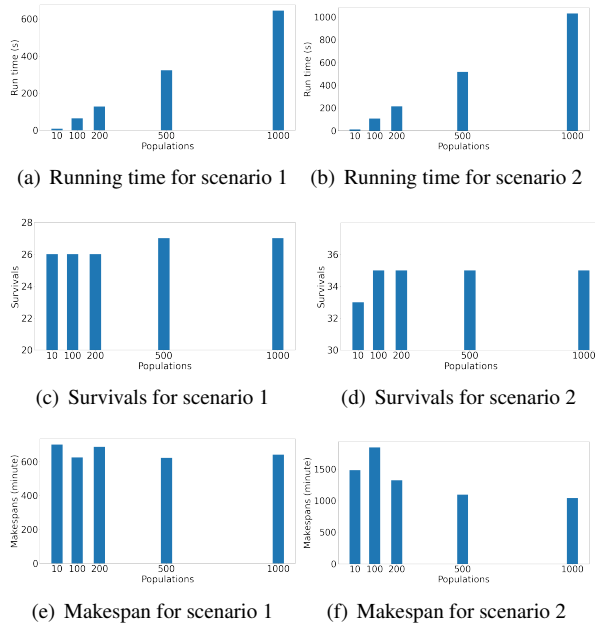 600
400
200
0
Run time (s)
10 100 200 500 1000
Populations
(a) Running time for scenario 1
1000
800
600
400
200
0
Run time (s)
10 100 200 500 1000
Populations
(b) Running time for scenario 2
28
26
24
22
20
Survivals
10 100 200 500 1000
Populations
(c) Survivals for scenario 1
36
34
32
30
Survivals
10 100 200 500 1000
Populations
(d) Survivals for scenario 2
600
400
200
0
Makespans (minute)
10 100 200 500 1000
Populations
(e) Makespan for scenario 1
1500
1000
500
0
Makespans (minute)
10 100 200 500 1000
Populations
(f) Makespan for scenario 2